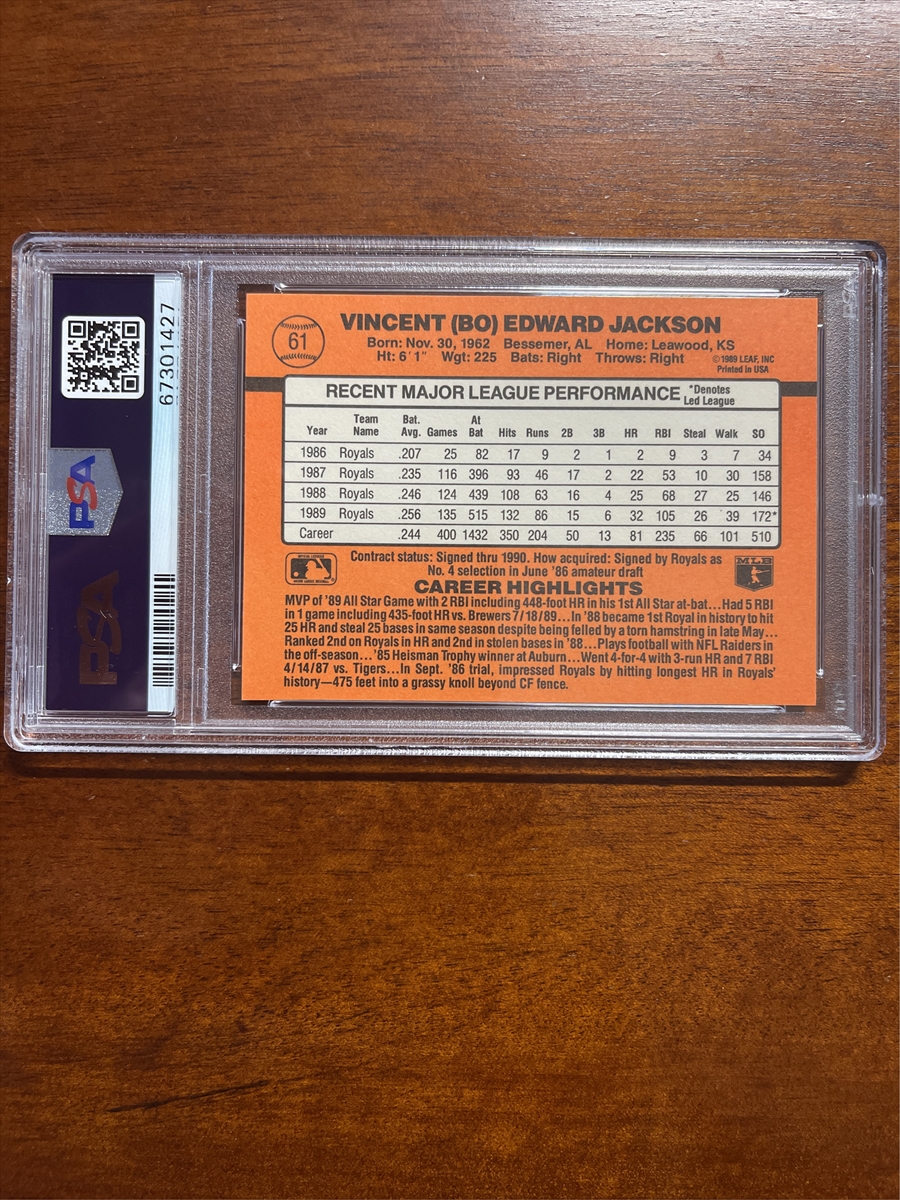 67301427
PSA
PSA
61
VINCENT (BO) EDWARD JACKSON
Born: Nov. 30, 1962 Bessemer, AL Home: Leawood, KS
Ht: 6'1" Wgt: 225 Bats: Right Throws: Right
©1989 LEAF, INC
Printed in USA
RECENT MAJOR LEAGUE PERFORMANCE *Denotes Led League
Year Team Name Bat. Avg. Games At Bat Hits Runs 2B 3B HR RBI Steal Walk SO
1986 Royals .207 25 82 17 9 2 1 2 9 3 7 34
1987 Royals .235 116 396 93 46 17 2 22 53 10 30 158
1988 Royals .246 124 439 108 63 16 4 25 68 27 25 146
1989 Royals .256 135 515 132 86 15 6 32 105 26 39 172*
Career .244 400 1432 350 204 50 13 81 235 66 101 510
Contract status: Signed thru 1990. How acquired: Signed by Royals as
No. 4 selection in June '86 amateur draft
MLB
CAREER HIGHLIGHTS
MVP of '89 All Star Game with 2 RBI including 448-foot HR in his 1st All Star at-bat...Had 5 RBI
in 1 game including 435-foot HR vs. Brewers 7/18/89...In '88 became 1st Royal in history to hit
25 HR and steal 25 bases in same season despite being felled by a torn hamstring in late May...
Ranked 2nd on Royals in HR and 2nd in stolen bases in '88...Plays football with NFL Raiders in
the off-season...'85 Heisman Trophy winner at Auburn...Went 4-for-4 with 3-run HR and 7 RBI
4/14/87 vs. Tigers...In Sept. '86 trial, impressed Royals by hitting longest HR in Royals'
history—475 feet into a grassy knoll beyond CF fence.